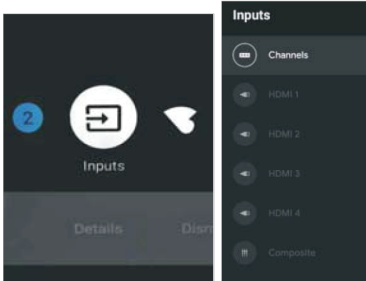 2
Inputs
Details
Inputs
Channels
HDMI 1
HDMI 2
HDMI 3
HDMI 4
Composite